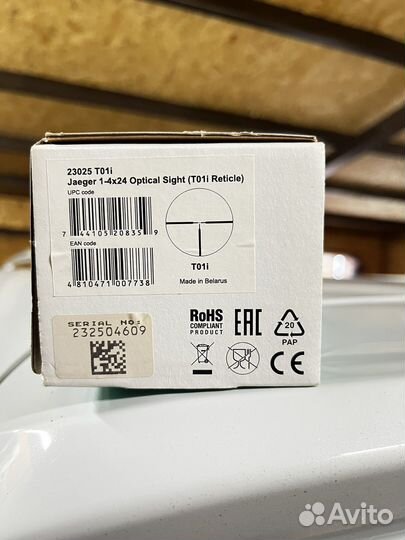 23025 T01i
Jaeger 1-4x24 Optical Sight (T01i Reticle)
UPC code
7 44105 20835 9
EAN code
4 810471 007738
T01i
Made in Belarus
SERIAL NO:
232504609
RoHS
COMPLIANT
PRODUCT
EAC
20
PAP
CE
Avito